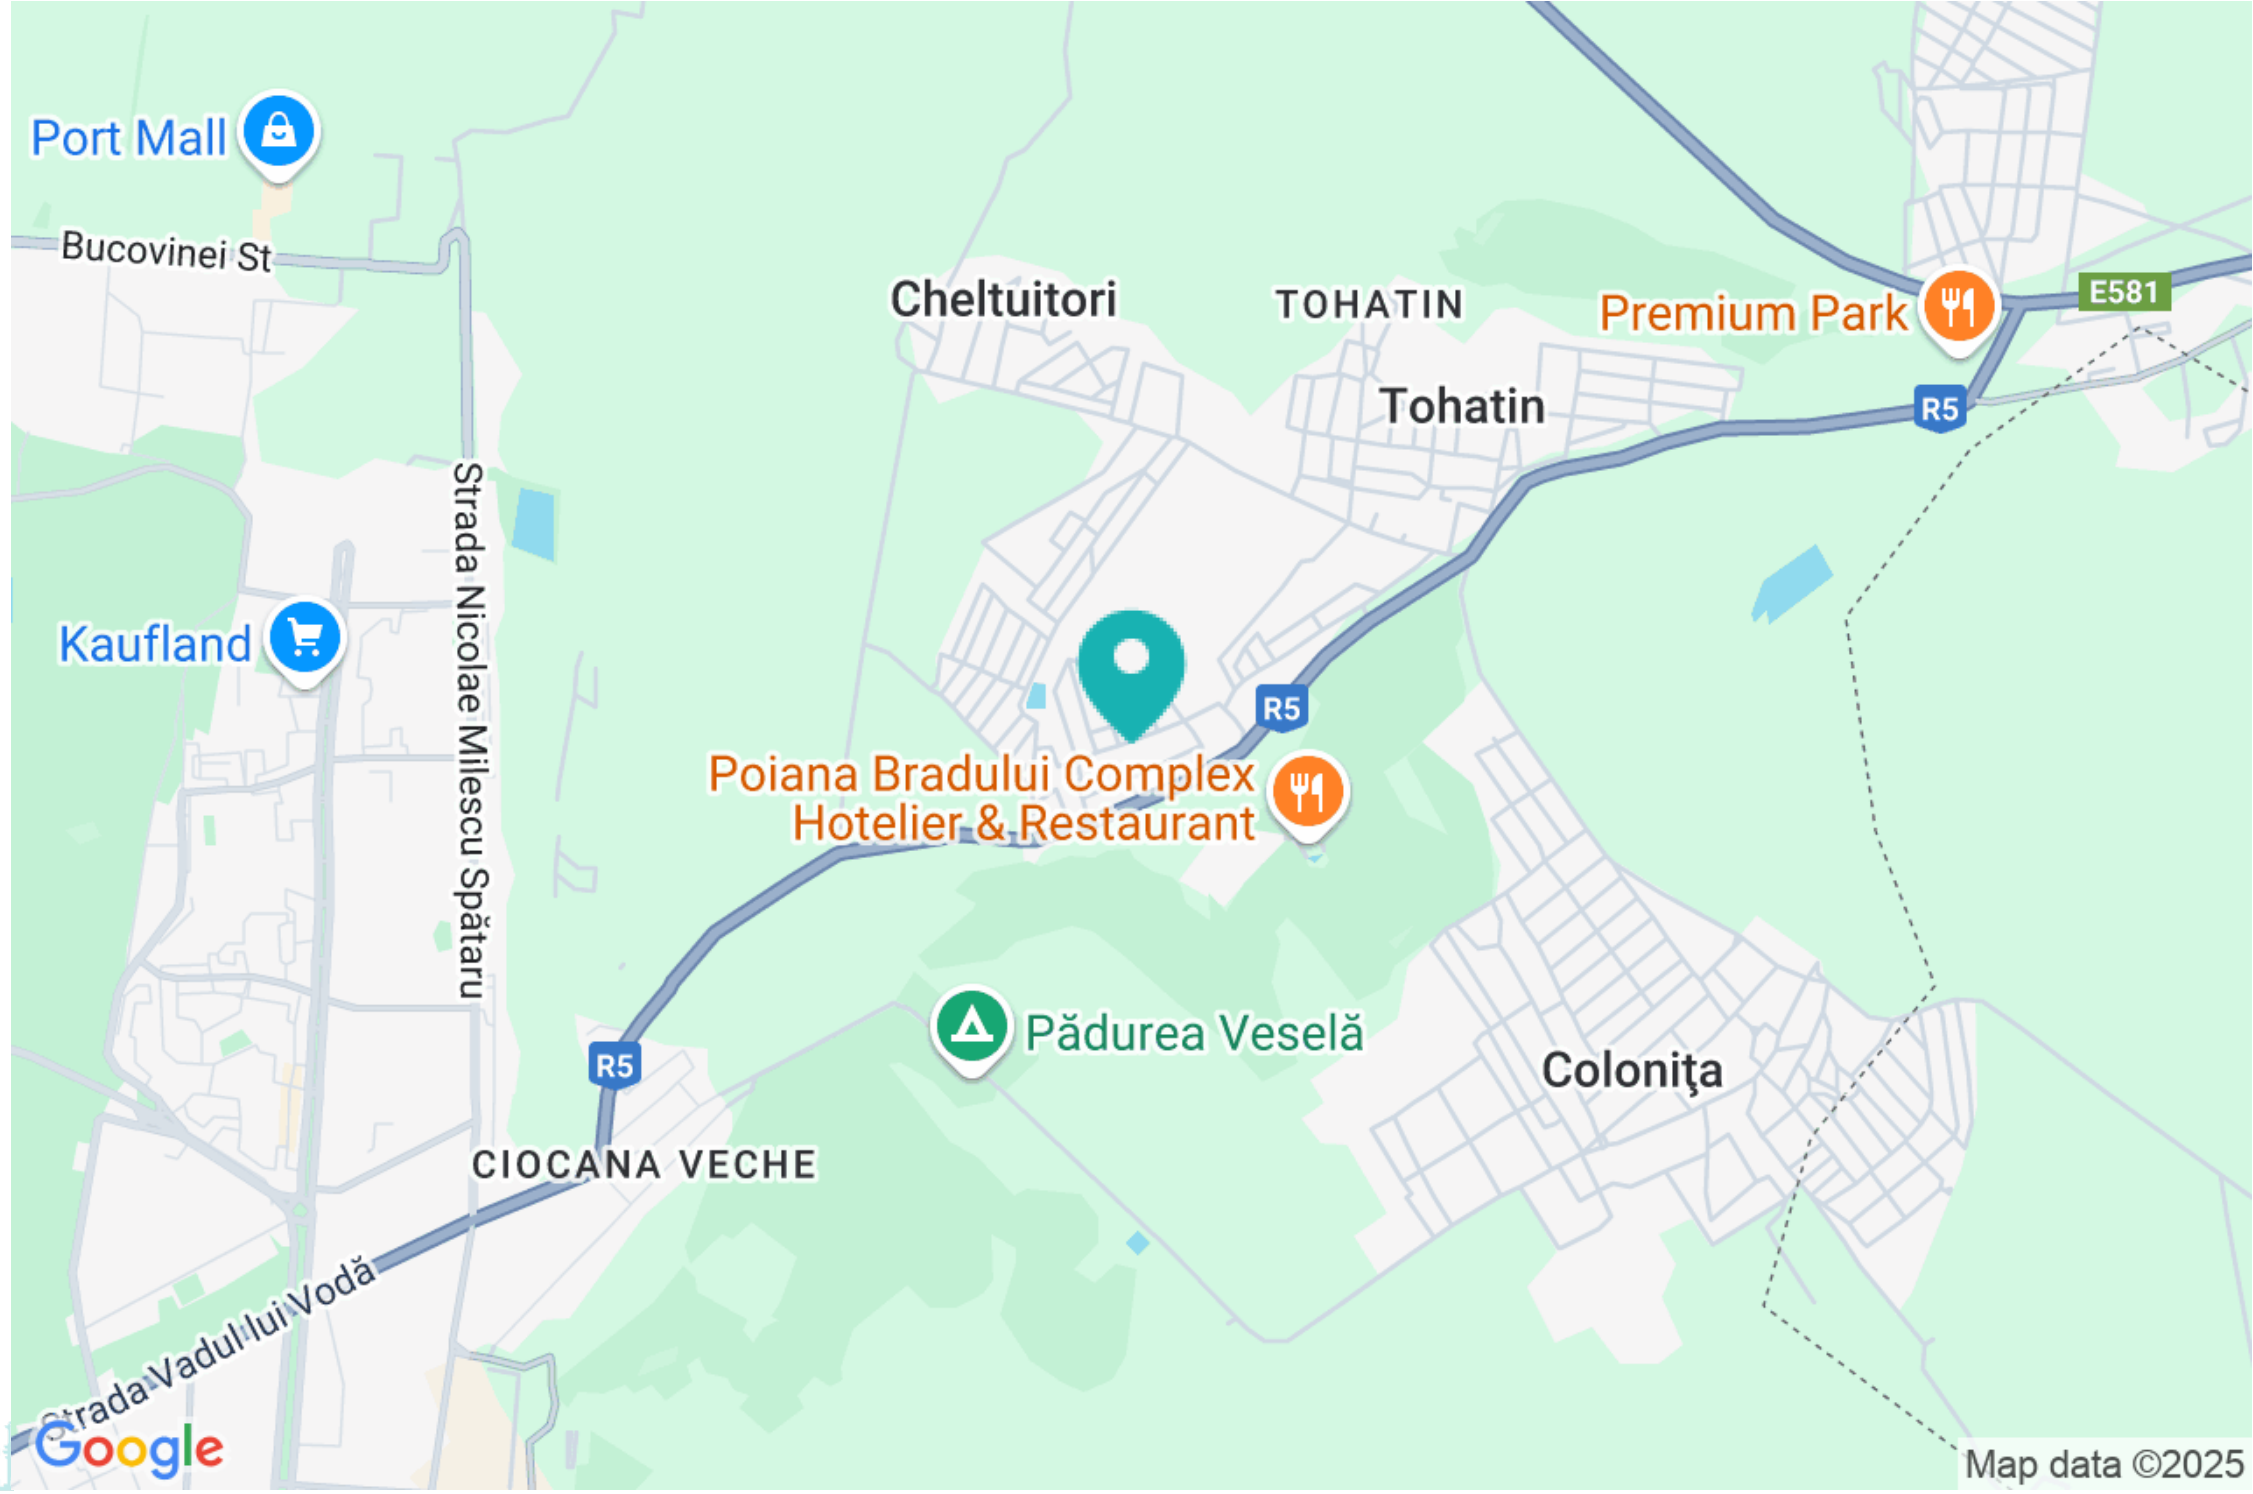 Port Mall
Bucovinei St
Cheltuitori
TOHATIN
Premium Park
E581
Tohatin
R5
Strada Nicolae Milescu Spătaru
Kaufland
R5
Poiana Bradului Complex
Hotelier & Restaurant
Pădurea Veselă
R5
Coloniţa
CIOCANA VECHE
Strada Vadul lui Vodă
Google
Map data ©2025